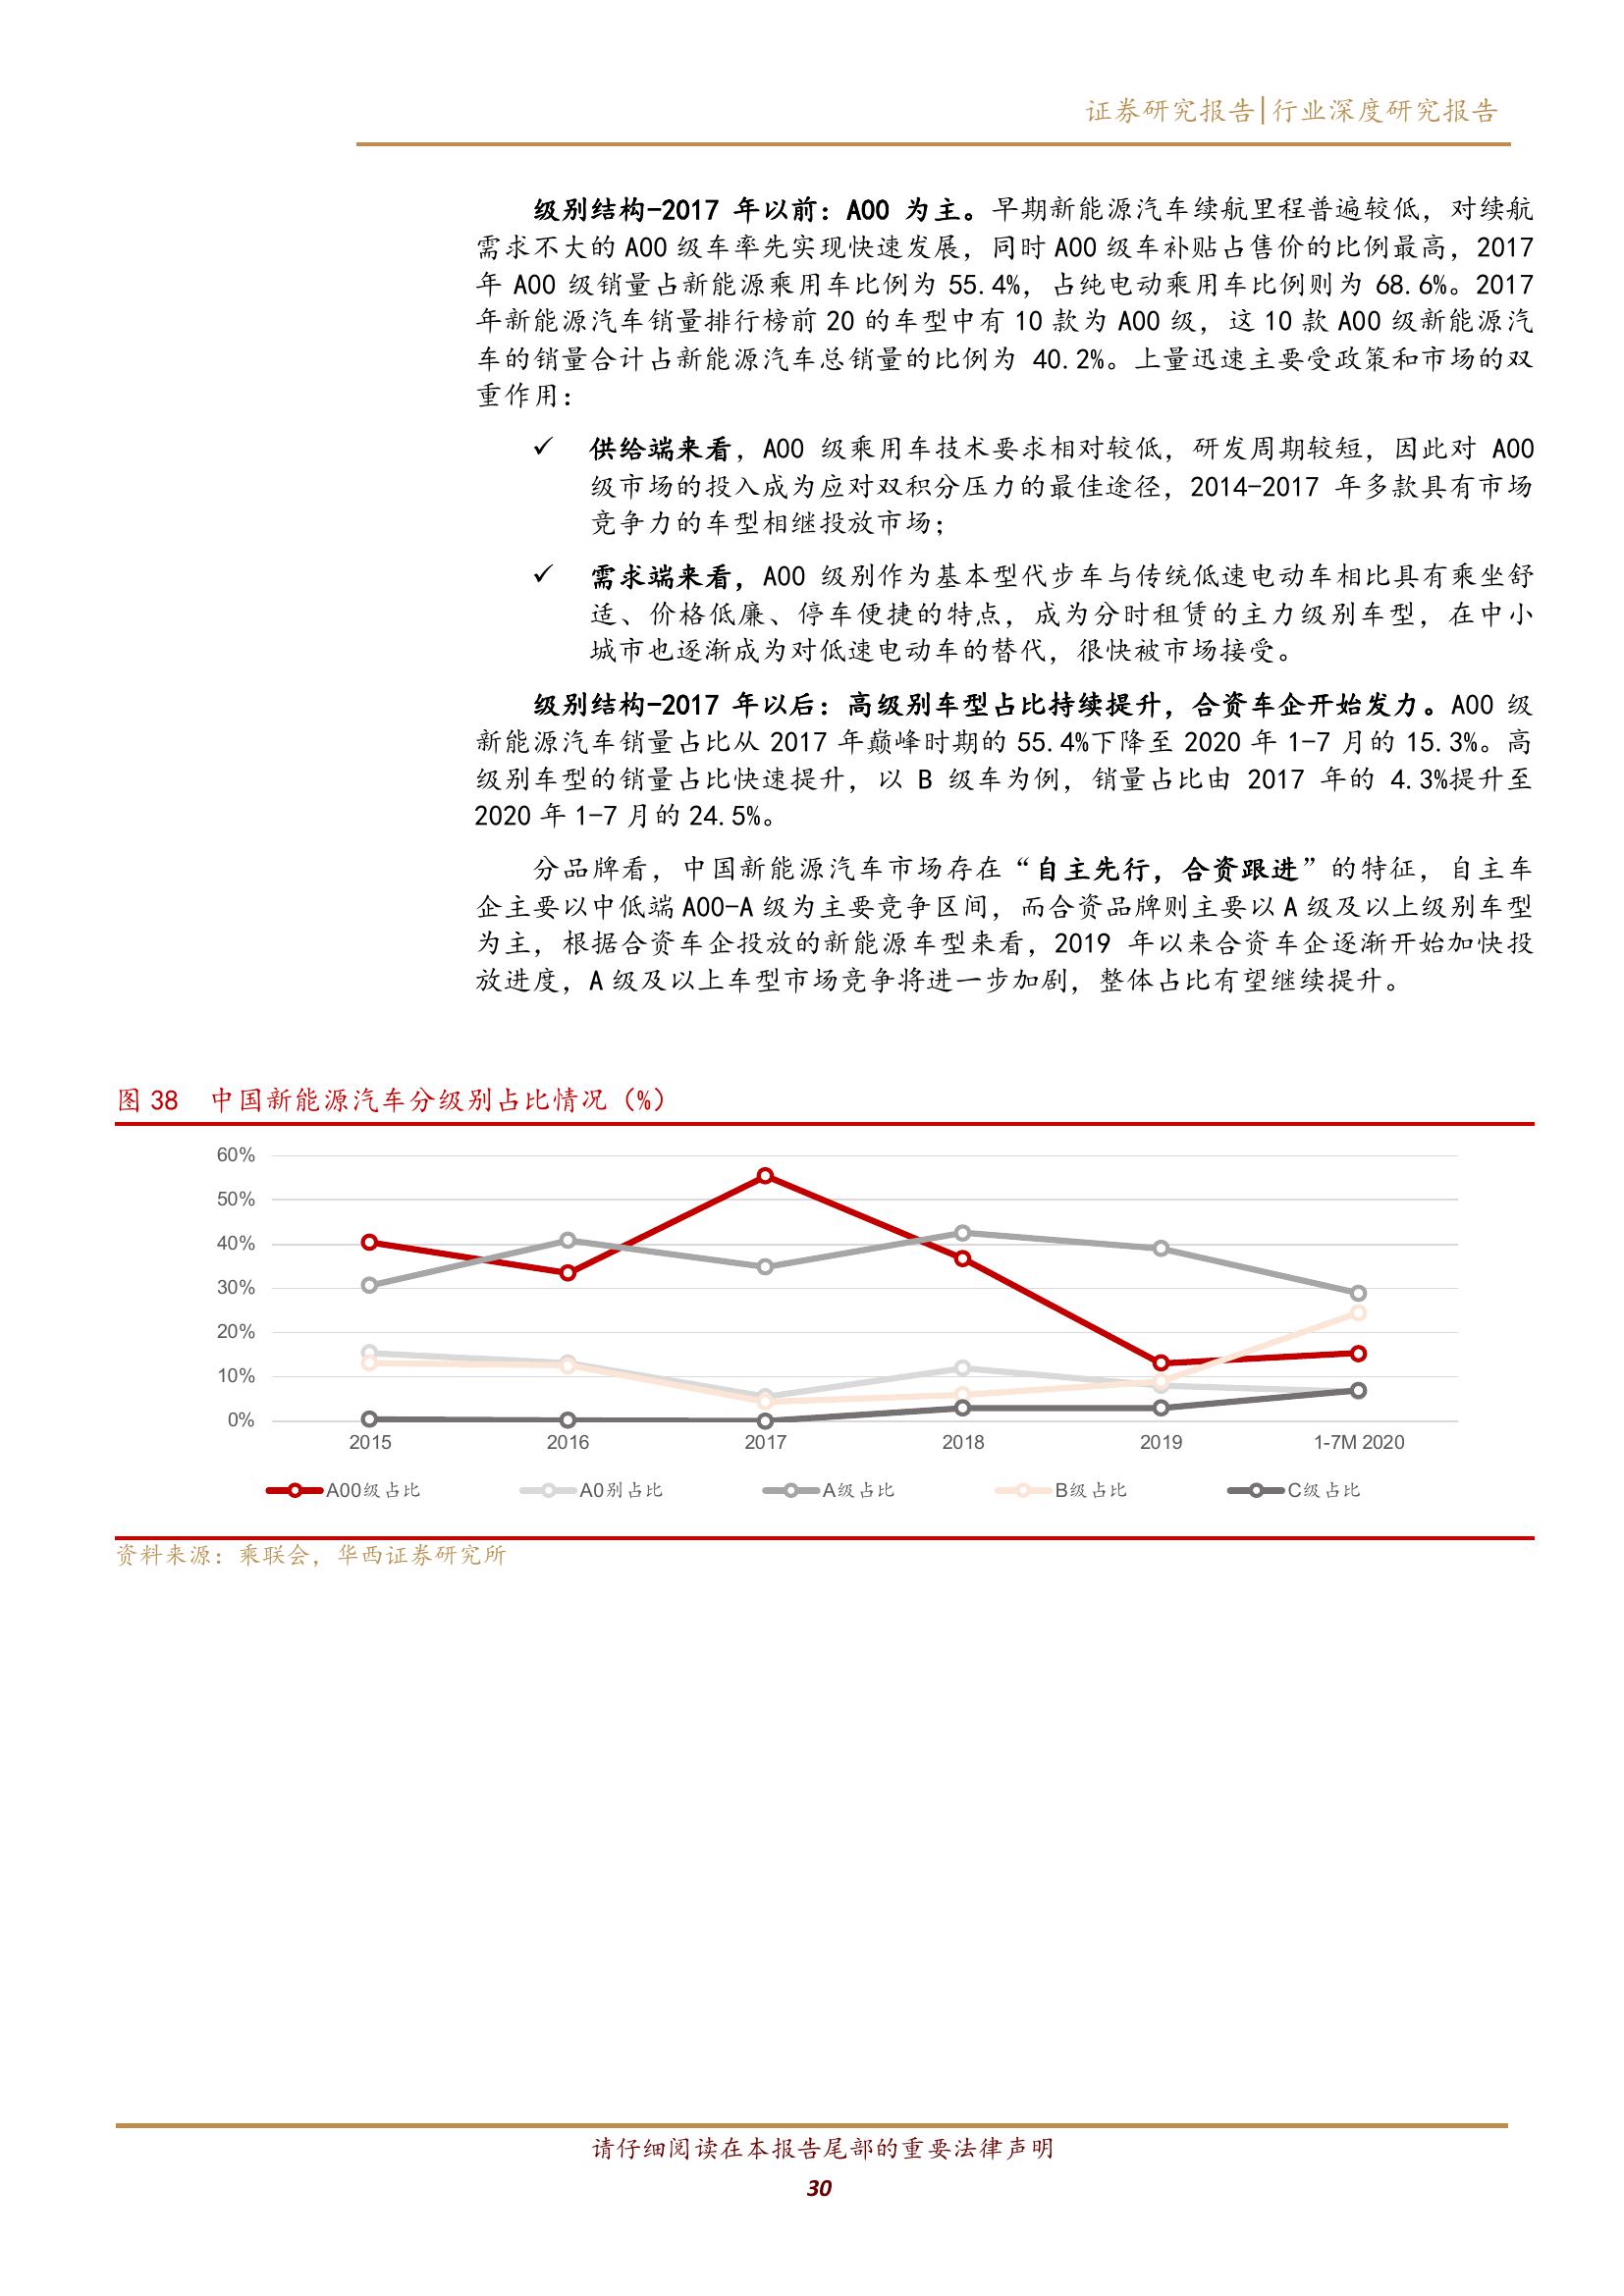 证券研究报告|行业深度研究报告
级别结构-2017 年以前：A00 为主。早期新能源汽车续航里程普遍较低，对续航
需求不大的 A00 级车率先实现快速发展，同时 A00 级车补贴占售价的比例最高，2017
年 A00 级销量占新能源乘用车比例为 55.4%，占纯电动乘用车比例则为 68.6%。2017
年新能源汽车销量排行榜前 20 的车型中有 10 款为 A00 级，这 10 款 A00 级新能源汽
车的销量合计占新能源汽车总销量的比例为 40.2%。上量迅速主要受政策和市场的双
重作用：
✓ 供给端来看，A00 级乘用车技术要求相对较低，研发周期较短，因此对 A00
级市场的投入成为应对双积分压力的最佳途径，2014-2017 年多款具有市场
竞争力的车型相继投放市场；
✓ 需求端来看，A00 级别作为基本型代步车与传统低速电动车相比具有乘坐舒
适、价格低廉、停车便捷的特点，成为分时租赁的主力级别车型，在中小
城市也逐渐成为对低速电动车的替代，很快被市场接受。
级别结构-2017 年以后：高级别车型占比持续提升，合资车企开始发力。A00 级
新能源汽车销量占比从 2017 年巅峰时期的 55.4%下降至 2020 年 1-7 月的 15.3%。高
级别车型的销量占比快速提升，以 B 级车为例，销量占比由 2017 年的 4.3%提升至
2020 年 1-7 月的 24.5%。
分品牌看，中国新能源汽车市场存在“自主先行，合资跟进”的特征，自主车
企主要以中低端 A00-A 级为主要竞争区间，而合资品牌则主要以 A 级及以上级别车型
为主，根据合资车企投放的新能源车型来看，2019 年以来合资车企逐渐开始加快投
放进度，A 级及以上车型市场竞争将进一步加剧，整体占比有望继续提升。
图 38 中国新能源汽车分级别占比情况（%）
60%
50%
40%
30%
20%
10%
0%
2015 2016 2017 2018 2019 1-7M 2020
A00级占比 A0别占比 A级占比 B级占比 C级占比
资料来源：乘联会，华西证券研究所
请仔细阅读在本报告尾部的重要法律声明
30